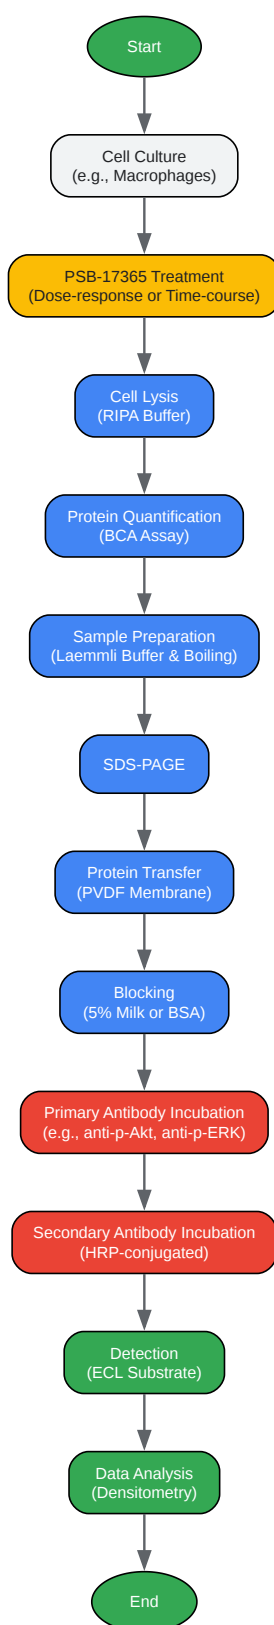 Start
Cell Culture
(e.g., Macrophages)
PSB-17365 Treatment
(Dose-response or Time-course)
Cell Lysis
(RIPA Buffer)
Protein Quantification
(BCA Assay)
Sample Preparation
(Laemmli Buffer & Boiling)
SDS-PAGE
Protein Transfer
(PVDF Membrane)
Blocking
(5% Milk or BSA)
Primary Antibody Incubation
(e.g., anti-p-Akt, anti-p-ERK)
Secondary Antibody Incubation
(HRP-conjugated)
Detection
(ECL Substrate)
Data Analysis
(Densitometry)
End